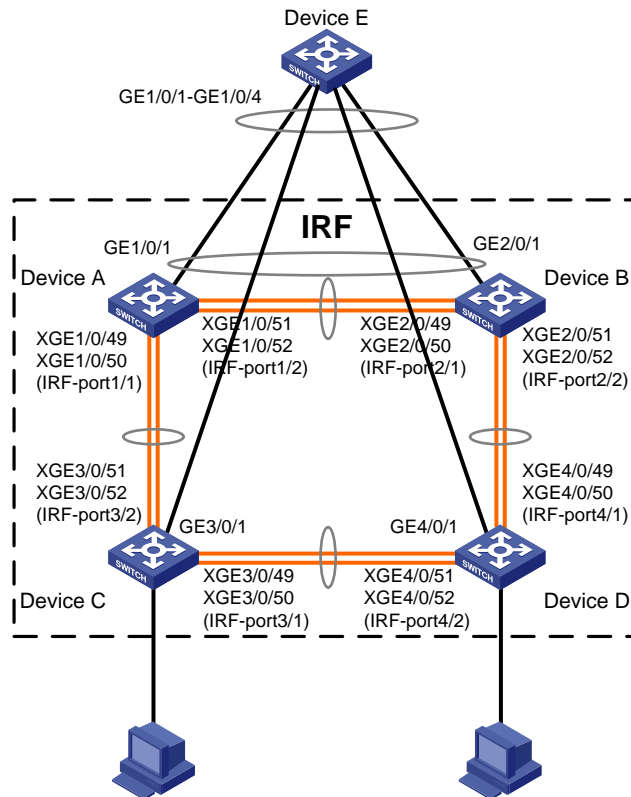 Device E
SWITCH
GE1/0/1-GE1/0/4
IRF
GE1/0/1
GE2/0/1
Device A
Device B
SWITCH
SWITCH
XGE1/0/49
XGE1/0/50
(IRF-port1/1)
XGE1/0/51
XGE1/0/52
(IRF-port1/2)
XGE2/0/49
XGE2/0/50
(IRF-port2/1)
XGE2/0/51
XGE2/0/52
(IRF-port2/2)
XGE3/0/51
XGE3/0/52
(IRF-port3/2)
XGE4/0/49
XGE4/0/50
(IRF-port4/1)
GE3/0/1
GE4/0/1
SWITCH
SWITCH
Device C
XGE3/0/49
XGE3/0/50
(IRF-port3/1)
XGE4/0/51
XGE4/0/52
(IRF-port4/2)
Device D